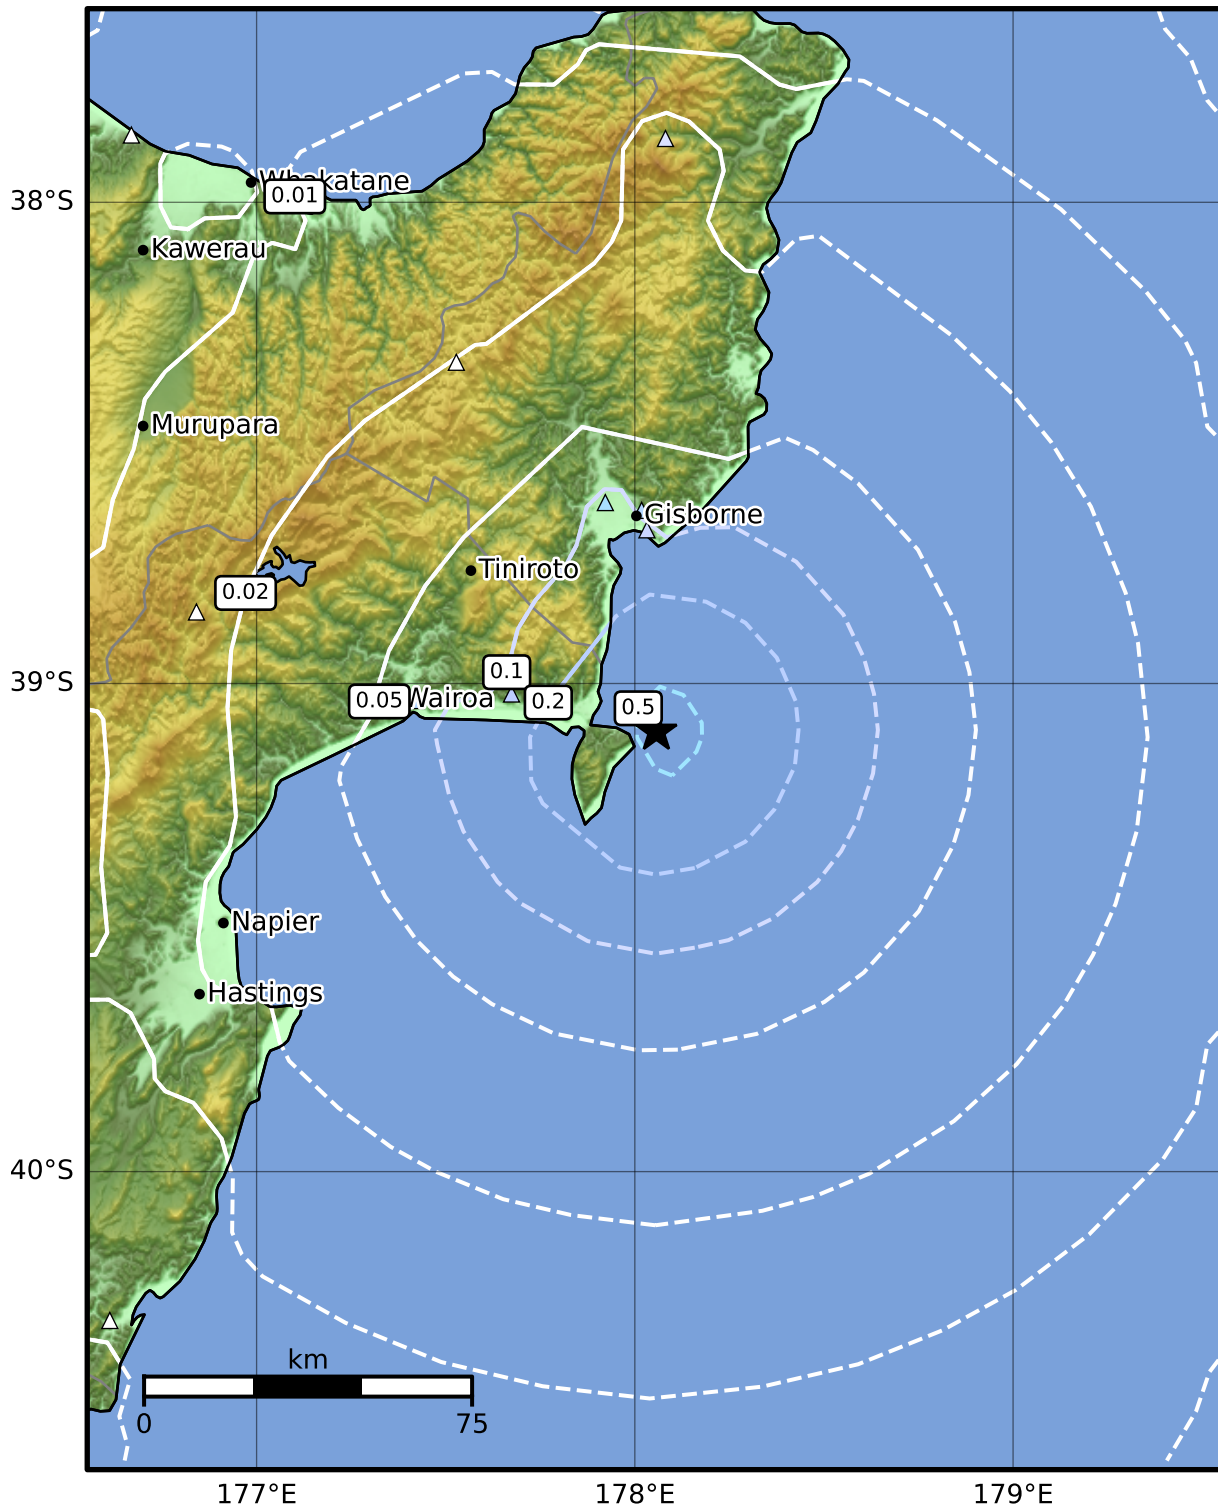 Whakatane
0.01
38°S
Kawerau
Murupara
Gisborne
Tiniroto
0.02
0.1
39°S
0.05
Wairoa
0.2
0.5
Napier
Hastings
40°S
km
0
75
177°E
178°E
179°E